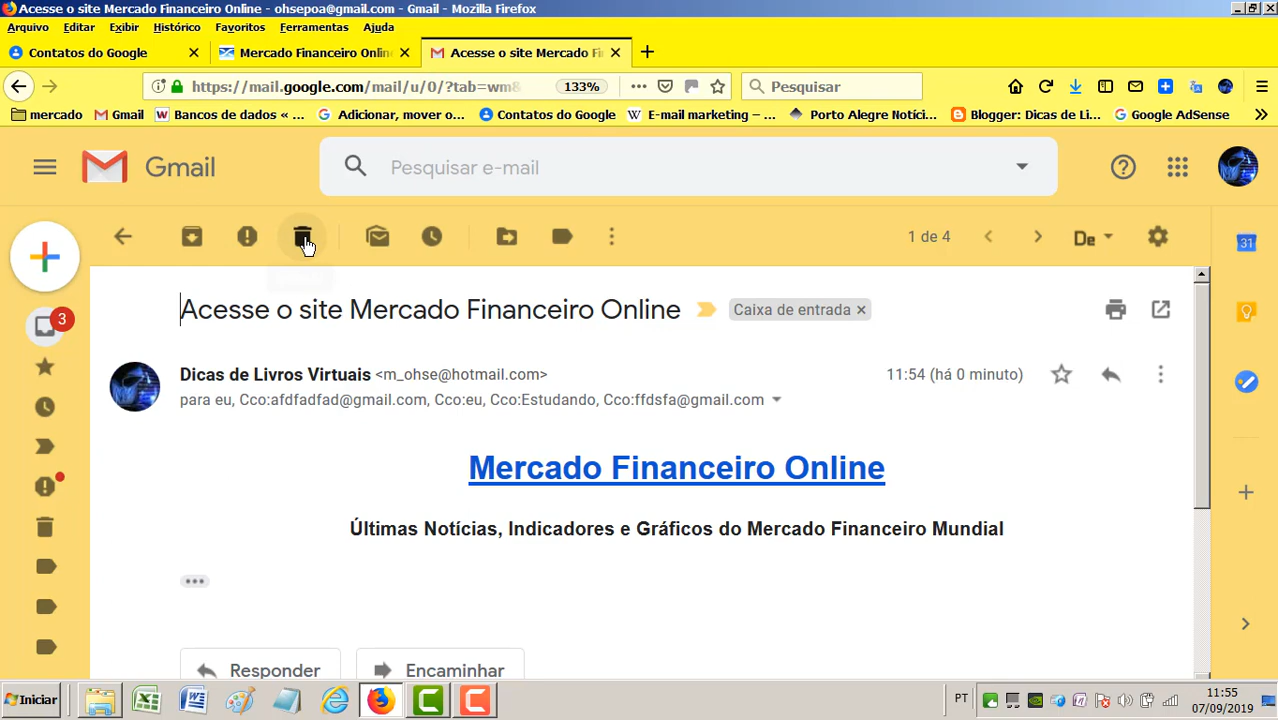 Acesse o site Mercado Financeiro Online - ohsepoa@gmail.com - Gmail - Mozilla Firefox
Arquivo Editar Exibir Histórico Favoritos Ferramentas Ajuda
Contatos do Google Mercado Financeiro Online Acesse o site Mercado Fi
https://mail.google.com/mail/u/0/?tab=wm& 133% Pesquisar
mercado Gmail Bancos de dados «... Adicionar, mover o... Contatos do Google E-mail marketing –... Porto Alegre Notíci... Blogger: Dicas de Li... Google AdSense
Gmail Pesquisar e-mail
1 de 4 De
31
3
Acesse o site Mercado Financeiro Online Caixa de entrada ×
Dicas de Livros Virtuais <m_ohse@hotmail.com> 11:54 (há 0 minuto)
para eu, Cco:afdfadfad@gmail.com, Cco:eu, Cco:Estudando, Cco:ffdsfa@gmail.com
Mercado Financeiro Online
Últimas Notícias, Indicadores e Gráficos do Mercado Financeiro Mundial
Responder Encaminhar
Iniciar PT 11:55
07/09/2019